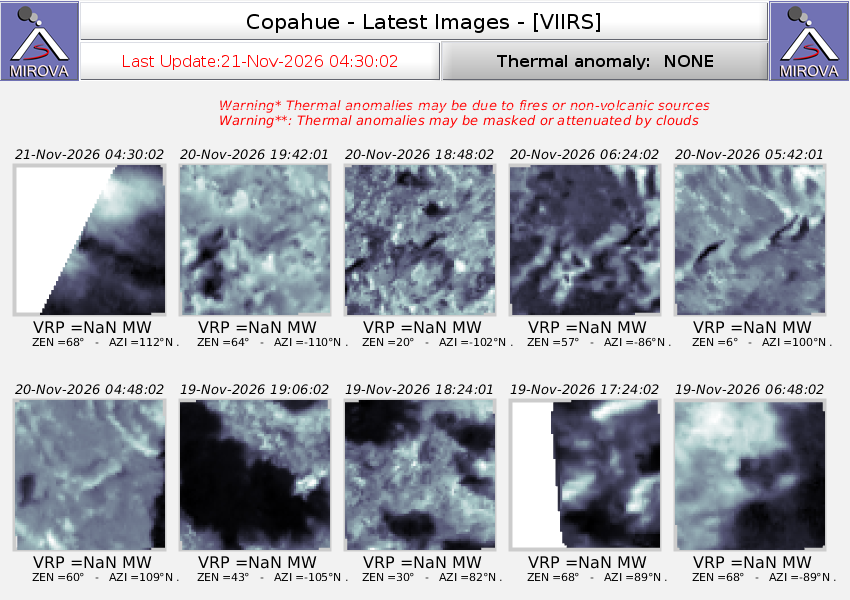 Copahue - Latest Images - [VIIRS]
MIROVA
Last Update:21-Nov-2026 04:30:02
Thermal anomaly: NONE
MIROVA
Warning* Thermal anomalies may be due to fires or non-volcanic sources
Warning**: Thermal anomalies may be masked or attenuated by clouds
21-Nov-2026 04:30:02
20-Nov-2026 19:42:01
20-Nov-2026 18:48:02
20-Nov-2026 06:24:02
20-Nov-2026 05:42:01
VRP =NaN MW
VRP =NaN MW
VRP =NaN MW
VRP =NaN MW
VRP =NaN MW
ZEN =68° - AZI =112°N .
ZEN =64° - AZI =-110°N .
ZEN =20° - AZI =-102°N .
ZEN =57° - AZI =-86°N .
ZEN =6° - AZI =100°N .
20-Nov-2026 04:48:02
19-Nov-2026 19:06:02
19-Nov-2026 18:24:01
19-Nov-2026 17:24:02
19-Nov-2026 06:48:02
VRP =NaN MW
VRP =NaN MW
VRP =NaN MW
VRP =NaN MW
VRP =NaN MW
ZEN =60° - AZI =109°N .
ZEN =43° - AZI =-105°N .
ZEN =30° - AZI =82°N .
ZEN =68° - AZI =89°N .
ZEN =68° - AZI =-89°N .